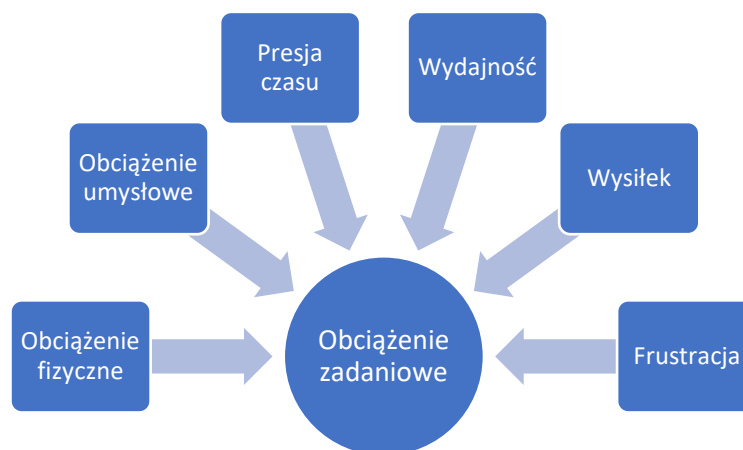 Presja
czasu
Wydajność
Obciążenie
umysłowe
Wysiłek
Obciążenie
fizyczne
Obciążenie
zadaniowe
Frustracja